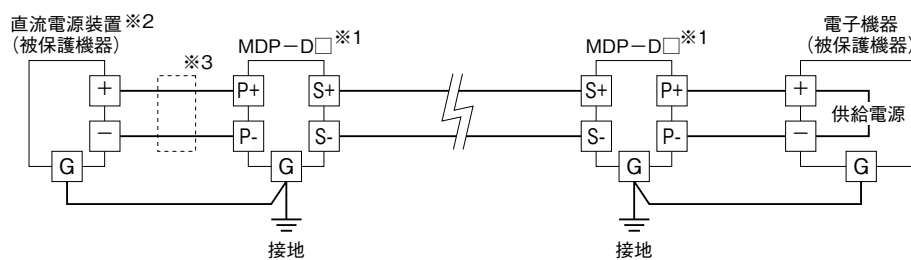 直流電源装置※2
（被保護機器）
※3
MDP－D□※1
MDP－D□※1
電子機器
（被保護機器）
＋
P+
S+
S+
P+
＋
供給電源
－
P-
S-
S-
P-
－
G
G
G
G
接地
接地